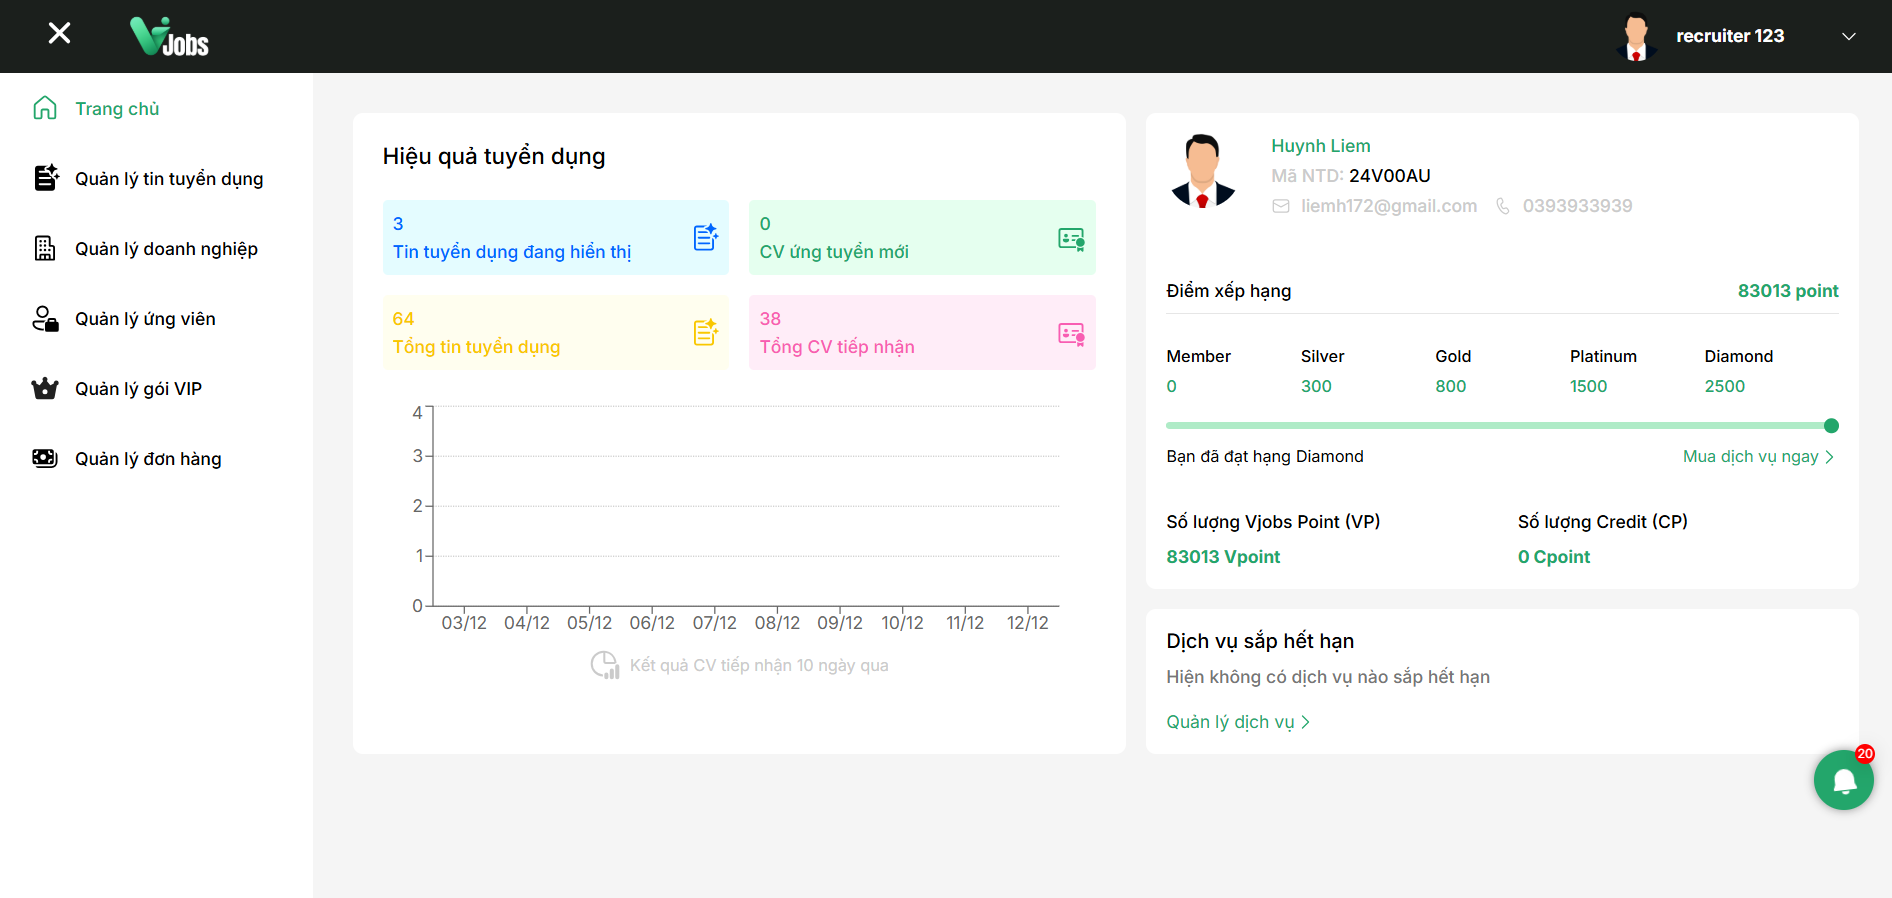 Vjobs
recruiter 123
Trang chủ
Quản lý tin tuyển dụng
Quản lý doanh nghiệp
Quản lý ứng viên
Quản lý gói VIP
Quản lý đơn hàng
Hiệu quả tuyển dụng
3
Tin tuyển dụng đang hiển thị
0
CV ứng tuyển mới
64
Tổng tin tuyển dụng
38
Tổng CV tiếp nhận
4
3
2
1
0
03/12 04/12 05/12 06/12 07/12 08/12 09/12 10/12 11/12 12/12
Kết quả CV tiếp nhận 10 ngày qua
Huynh Liem
Mã NTD: 24V00AU
liemh172@gmail.com 0393933939
Điểm xếp hạng 83013 point
Member Silver Gold Platinum Diamond
0 300 800 1500 2500
Bạn đã đạt hạng Diamond Mua dịch vụ ngay
Số lượng Vjobs Point (VP) Số lượng Credit (CP)
83013 Vpoint 0 Cpoint
Dịch vụ sắp hết hạn
Hiện không có dịch vụ nào sắp hết hạn
Quản lý dịch vụ
20